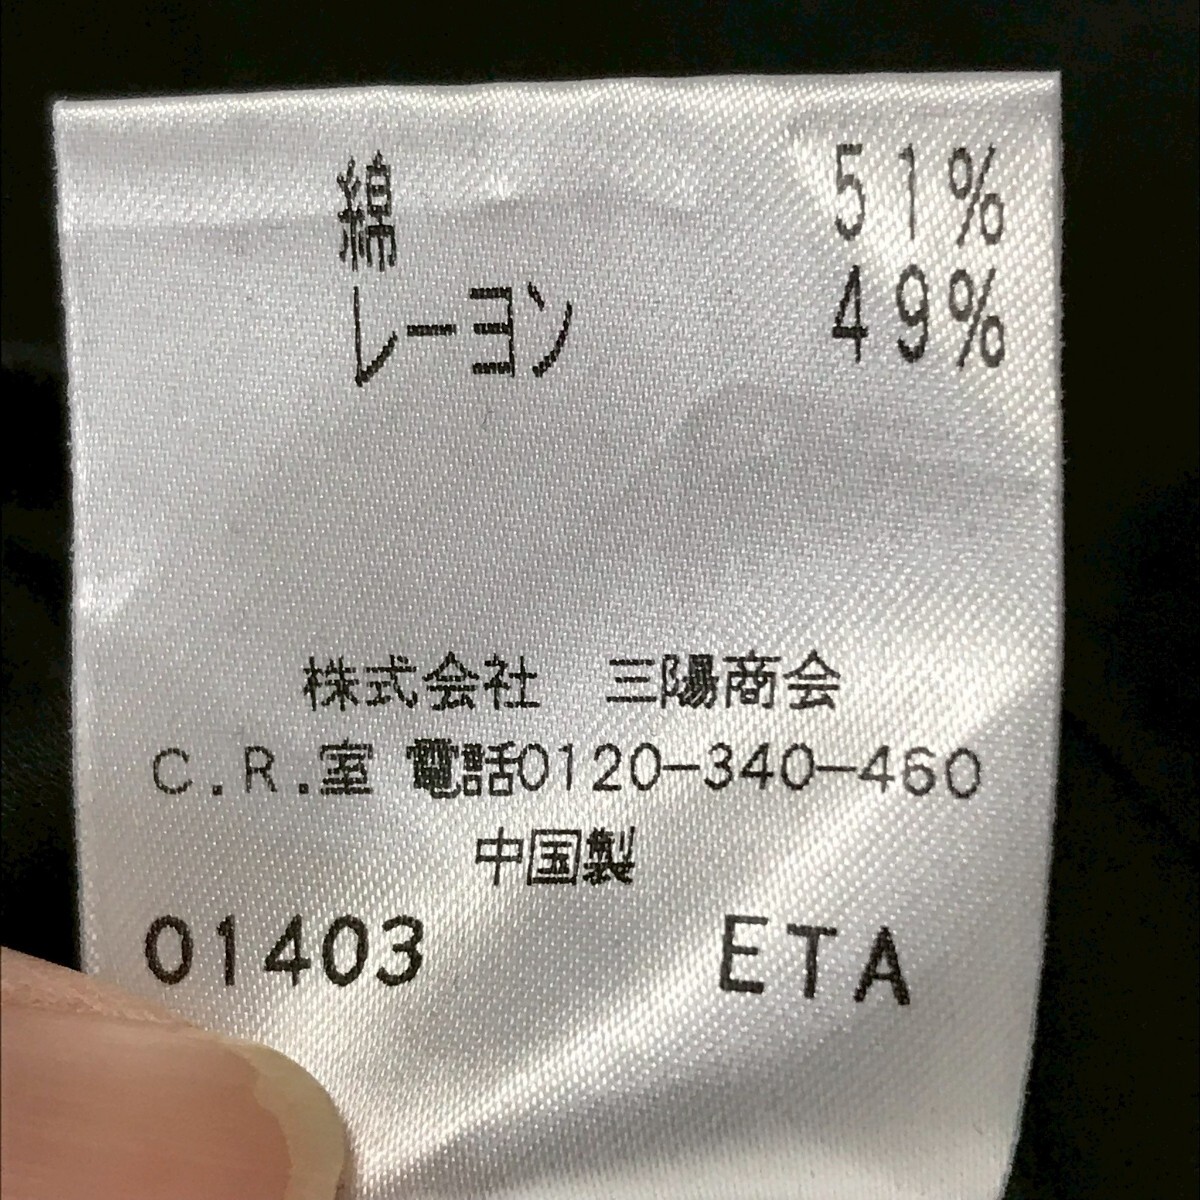 綿 51%
レーヨン 49%
株式会社 三陽商会
C.R.室 電話0120-340-460
中国製
01403 ETA